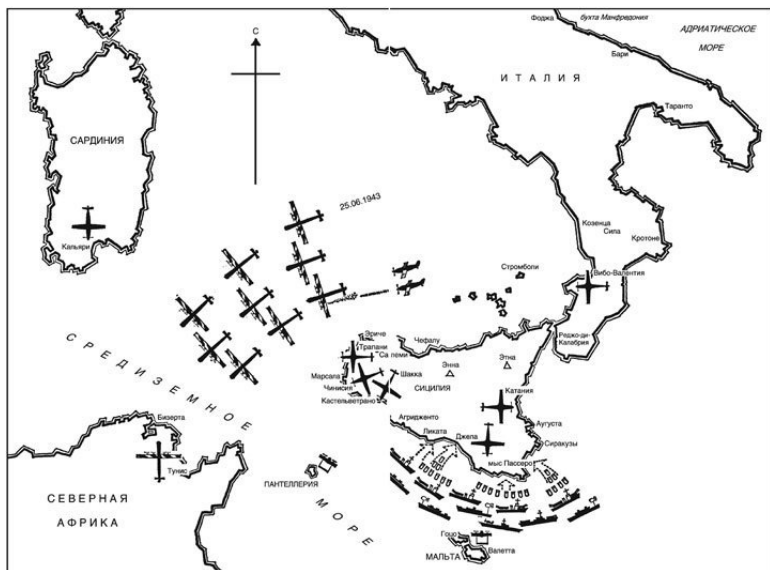 Фоджа
бухта Манфредония
АДРИАТИЧЕСКОЕ
МОРЕ
Бари
С
ИТАЛИЯ
Таранто
САРДИНИЯ
25.06.1943
Козенца
Сила
Кротоне
Кальяри
Стромболи
Вибо-Валентия
СРЕДИЗЕМНОЕ
Эриче
Трапани
Са леми
Чефалу
Реджо-ди-
Калабрия
Энна
Этна
Марсала
Шакка
Чинисия
СИЦИЛИЯ
Кастельветрано
Катания
Бизерта
Агридженто
Аугуста
Ликата
Джела
Сиракузы
Тунис
мыс Пассеро
ПАНТЕЛЛЕРИЯ
СЕВЕРНАЯ
АФРИКА
МОРЕ
Гоцо
Валетта
МАЛЬТА